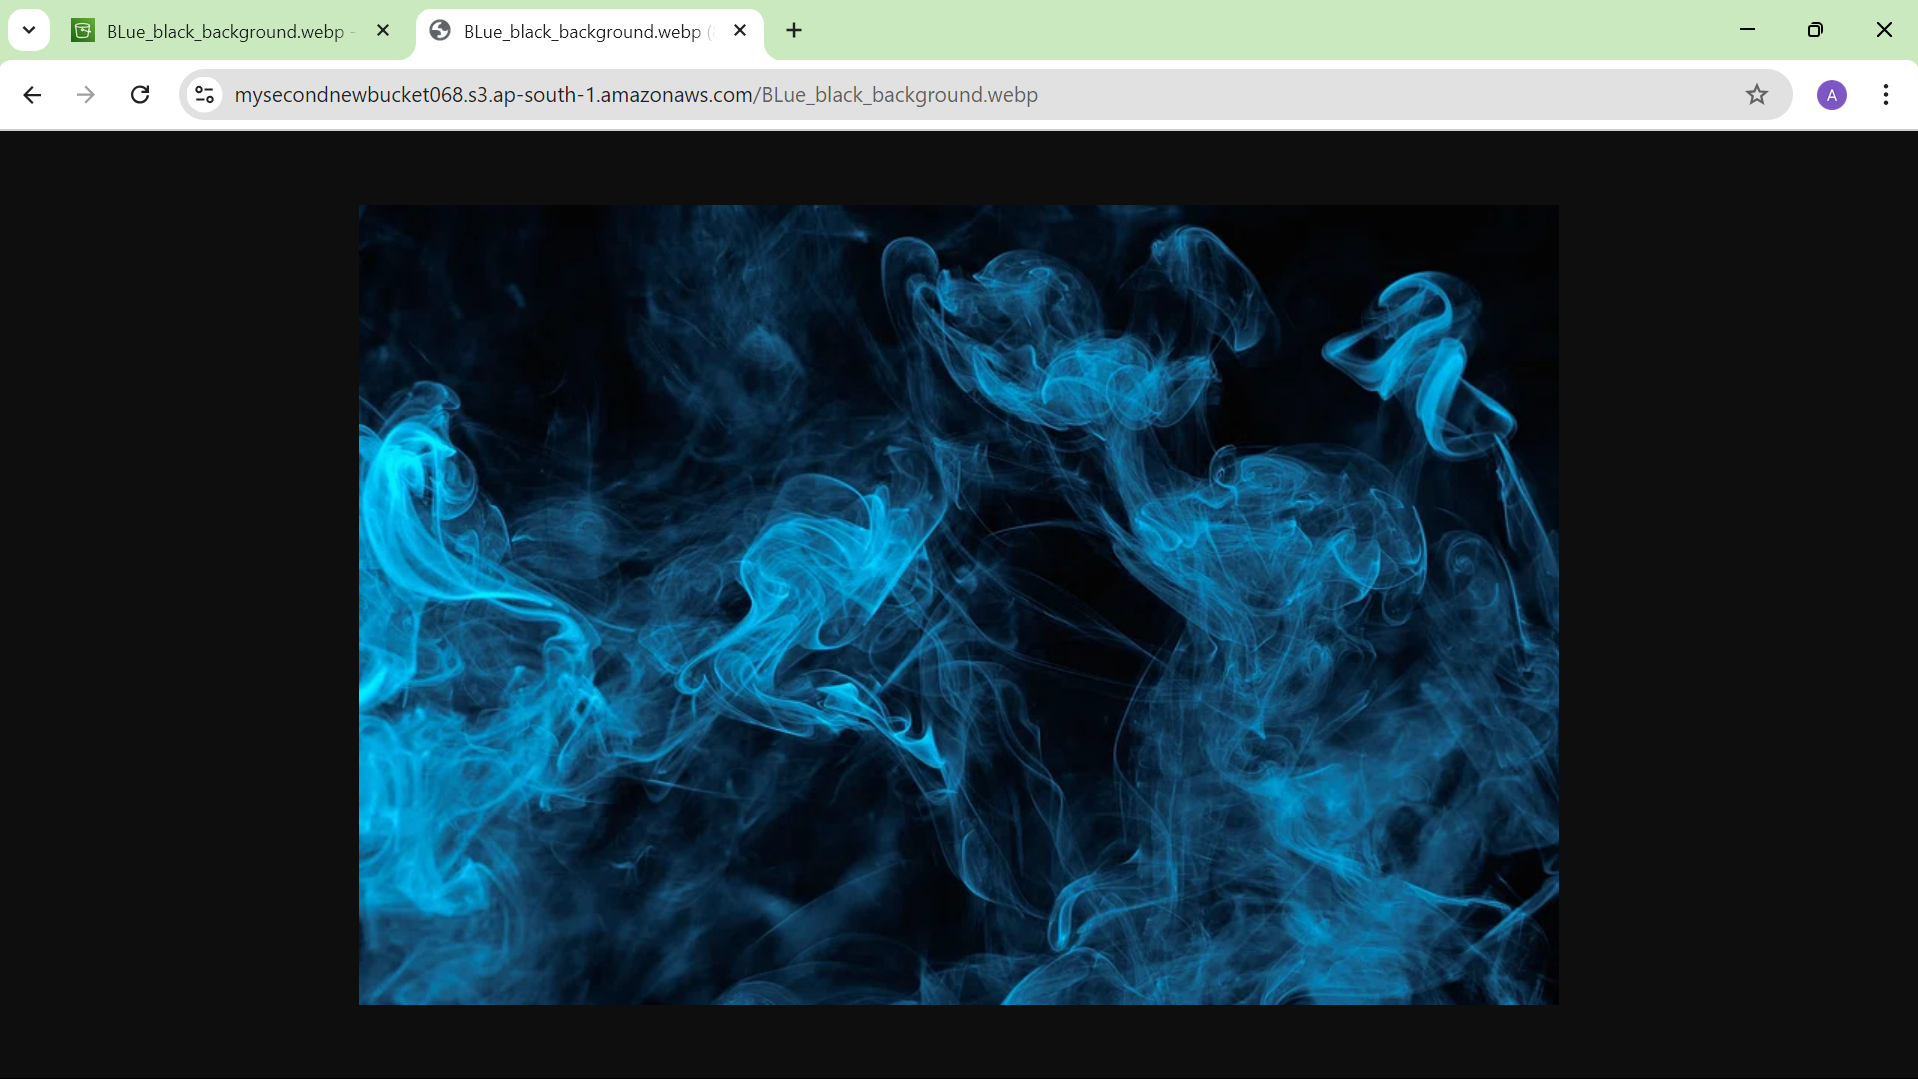 BLue_black_background.webp -
BLue_black_background.webp (
mysecondnewbucket068.s3.ap-south-1.amazonaws.com/BLue_black_background.webp
A